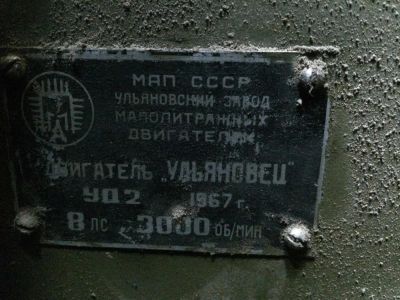 МАП СССР
УЛЬЯНОВСКИЙ ЗАВОД
МАЛОЛИТРАЖНЫХ
ДВИГАТЕЛЕЙ
ДВИГАТЕЛЬ „УЛЬЯНОВЕЦ"
УД2 1967 г.
8 ЛС 3000 ОБ/МИН